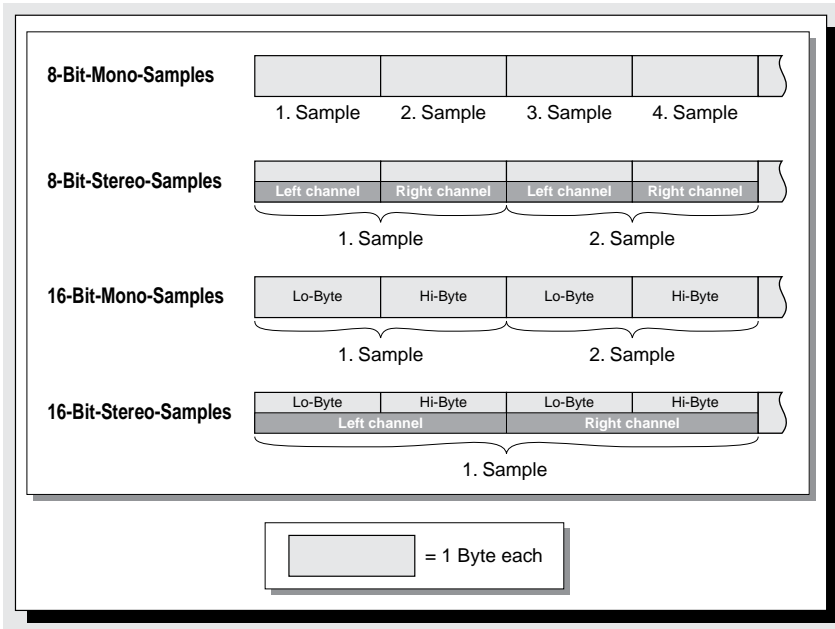 8-Bit-Mono-Samples
1. Sample 2. Sample 3. Sample 4. Sample
8-Bit-Stereo-Samples
Left channel Right channel Left channel Right channel
1. Sample 2. Sample
16-Bit-Mono-Samples
Lo-Byte Hi-Byte Lo-Byte Hi-Byte
1. Sample 2. Sample
16-Bit-Stereo-Samples
Lo-Byte Hi-Byte Lo-Byte Hi-Byte
Left channel Right channel
1. Sample
= 1 Byte each